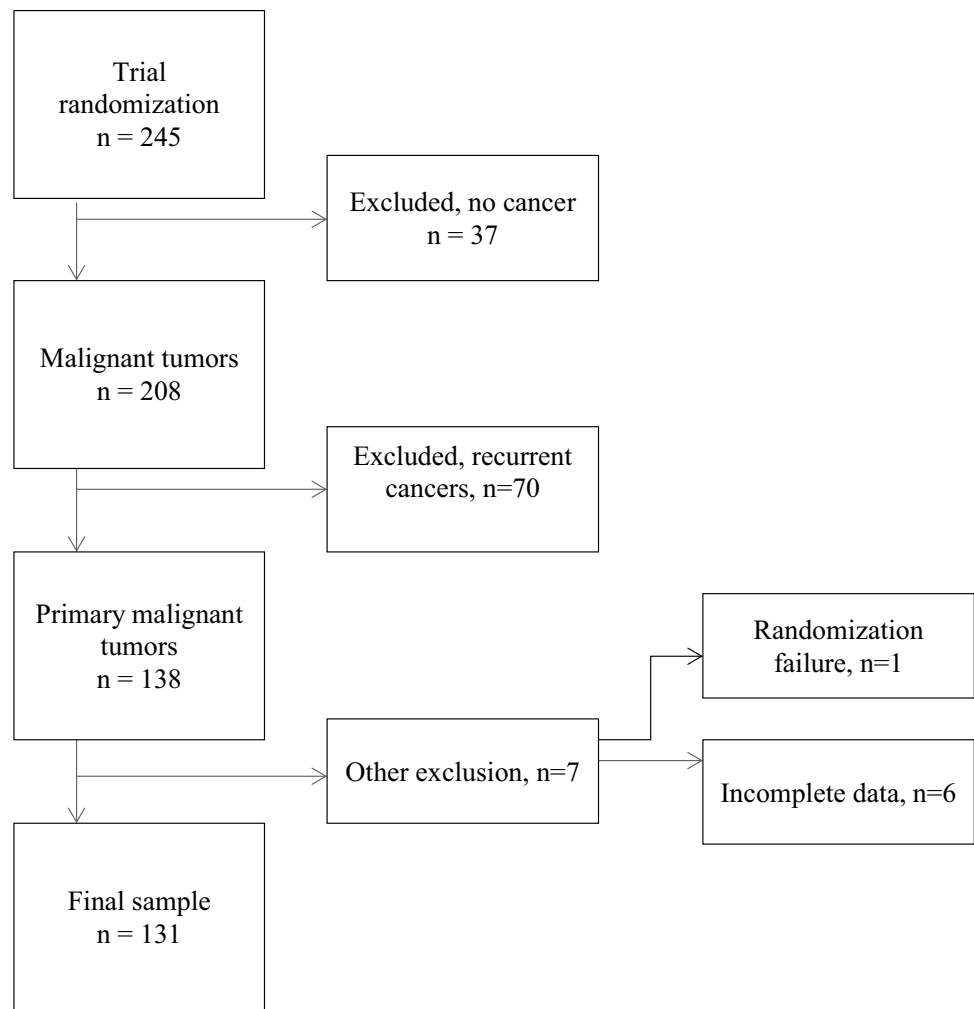 Trial
randomization
n = 245
Excluded, no cancer
n = 37
Malignant tumors
n = 208
Excluded, recurrent
cancers, n=70
Primary malignant
tumors
n = 138
Randomization
failure, n=1
Other exclusion, n=7
Incomplete data, n=6
Final sample
n = 131